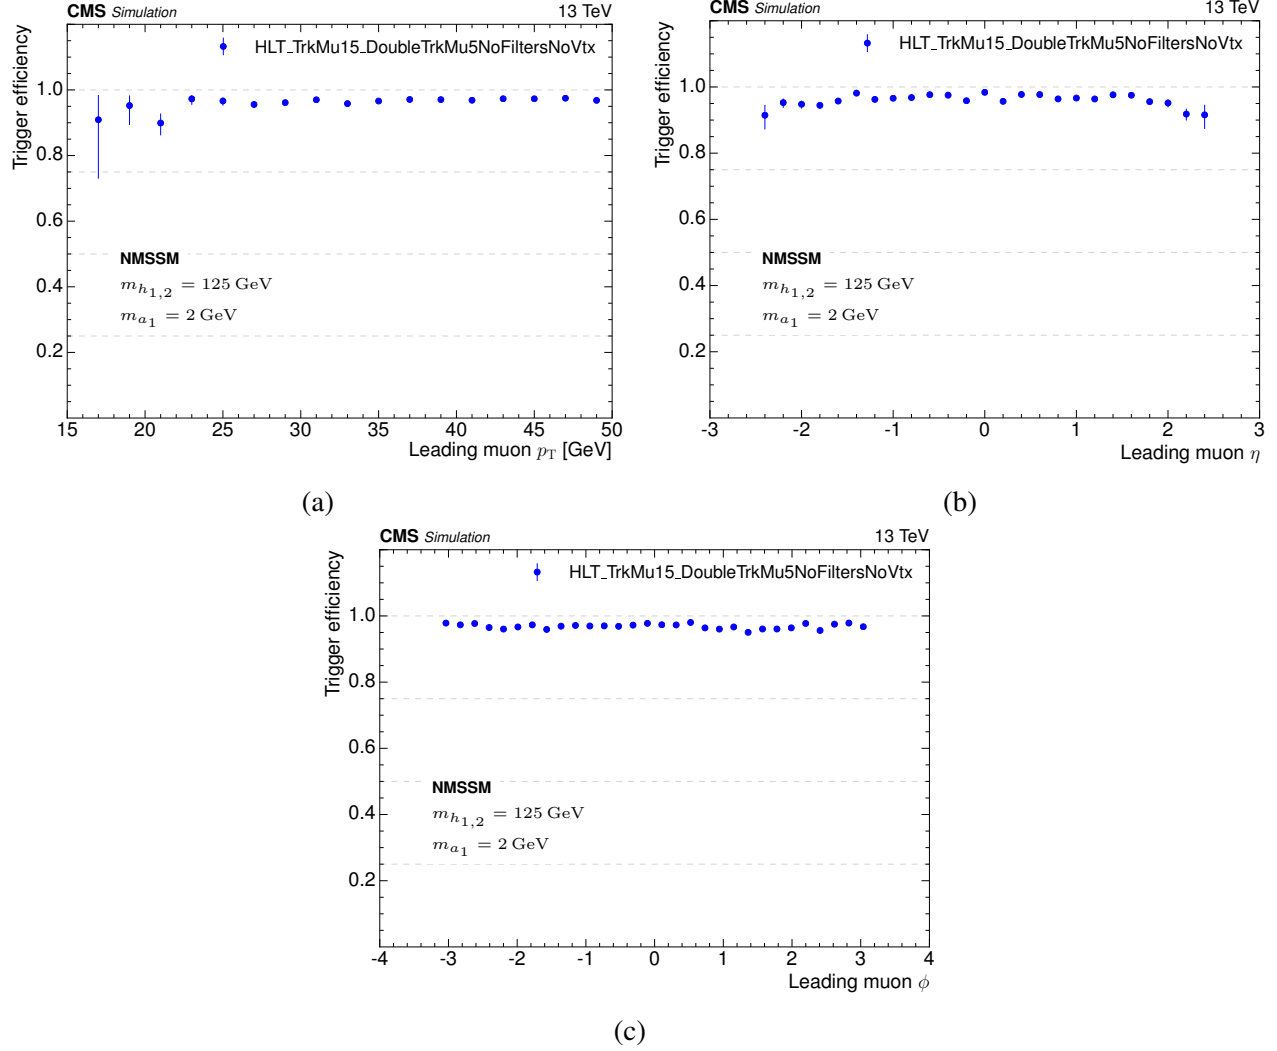 CMS Simulation 13 TeV
HLT_TrkMu15_DoubleTrkMu5NoFiltersNoVtx
Trigger efficiency
1.0
0.8
0.6
0.4
0.2
NMSSM
m_{h_{1,2}} = 125 GeV
m_{a_1} = 2 GeV
15 20 25 30 35 40 45 50
Leading muon p_T [GeV]
(a)
CMS Simulation 13 TeV
HLT_TrkMu15_DoubleTrkMu5NoFiltersNoVtx
Trigger efficiency
1.0
0.8
0.6
0.4
0.2
NMSSM
m_{h_{1,2}} = 125 GeV
m_{a_1} = 2 GeV
-3 -2 -1 0 1 2 3
Leading muon η
(b)
CMS Simulation 13 TeV
HLT_TrkMu15_DoubleTrkMu5NoFiltersNoVtx
Trigger efficiency
1.0
0.8
0.6
0.4
0.2
NMSSM
m_{h_{1,2}} = 125 GeV
m_{a_1} = 2 GeV
-4 -3 -2 -1 0 1 2 3 4
Leading muon ϕ
(c)